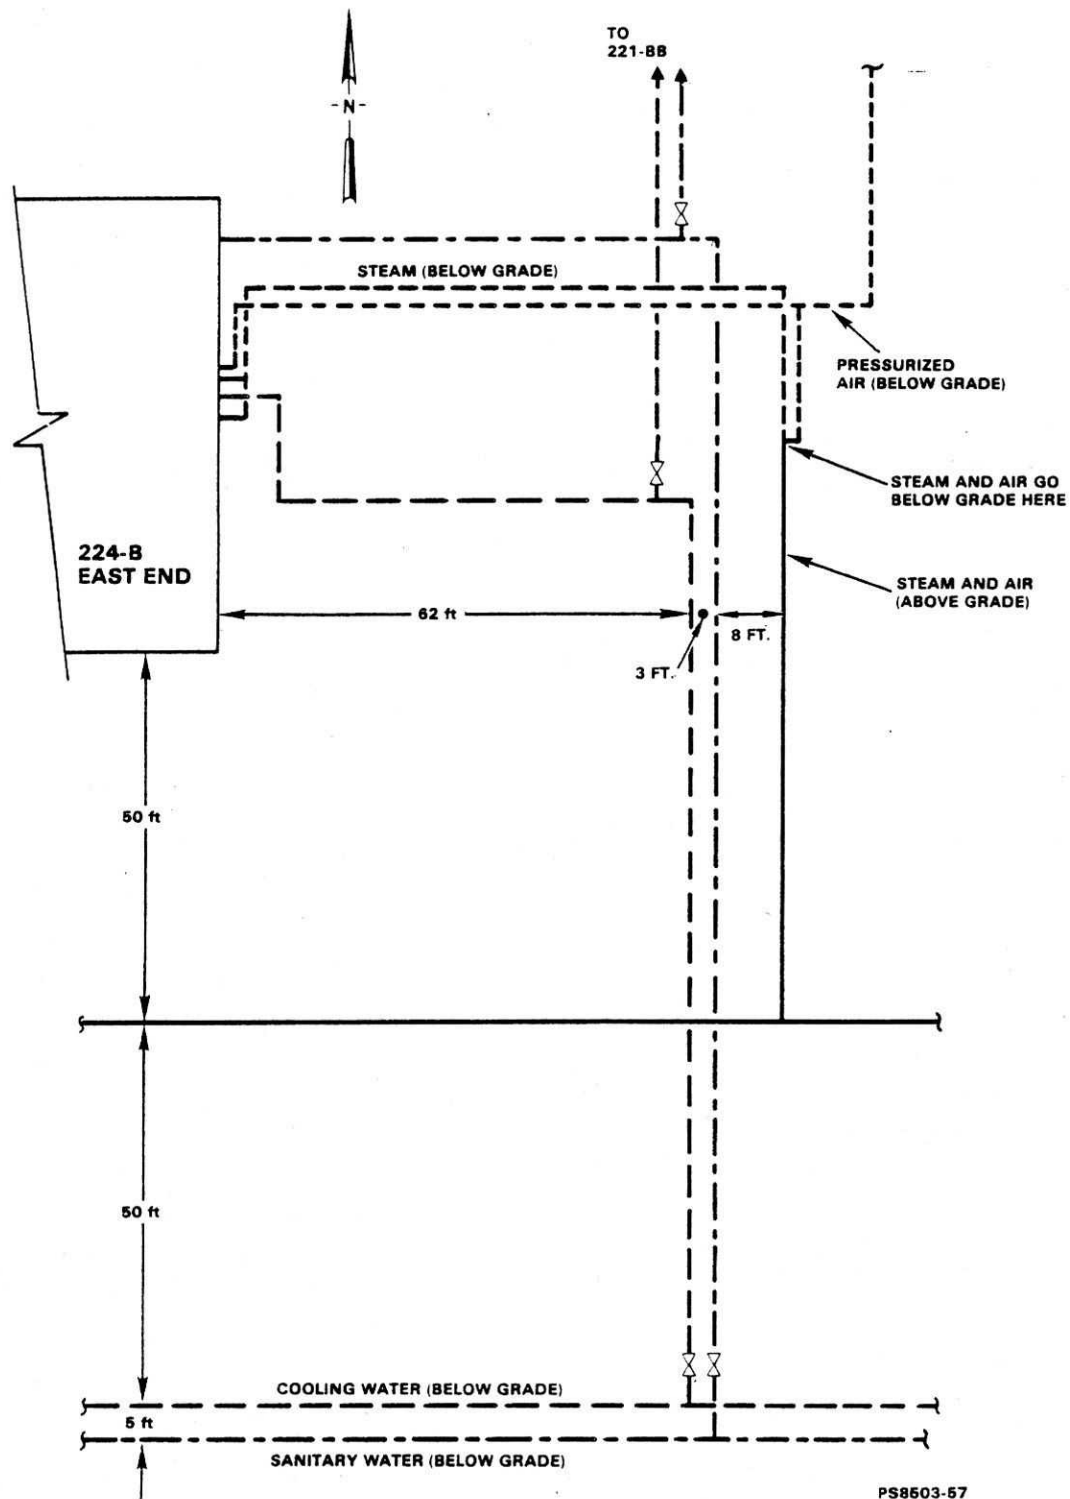 TO
221-BB
-N-
STEAM (BELOW GRADE)
PRESSURIZED
AIR (BELOW GRADE)
STEAM AND AIR GO
BELOW GRADE HERE
224-B
EAST END
STEAM AND AIR
(ABOVE GRADE)
62 ft
8 FT.
3 FT.
50 ft
50 ft
COOLING WATER (BELOW GRADE)
5 ft
SANITARY WATER (BELOW GRADE)
PS8503-57